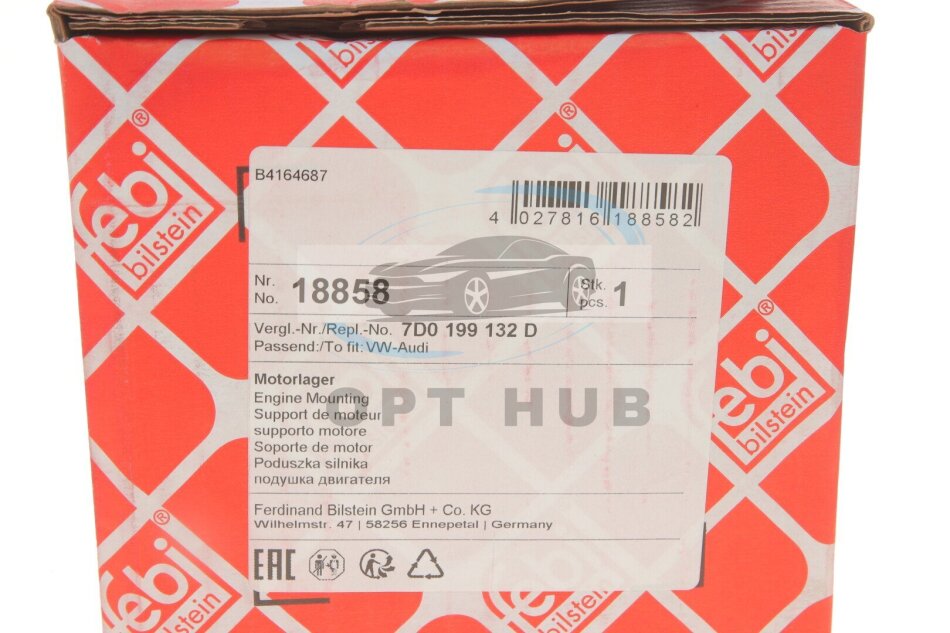 bilstein
febi®
bilstein
B4164687
4 027816 188582
Nr.
No. 18858
Stk.
pcs. 1
Vergl.-Nr./Repl.-No. 7D0 199 132 D
Passend:/To fit: VW-Audi
Motorlager
Engine Mounting
Support de moteur
supporto motore
Soporte de motor
Poduszka silnika
подушка двигателя
OPT HUB
Ferdinand Bilstein GmbH + Co. KG
Wilhelmstr. 47 | 58256 Ennepetal | Germany
EAC
febi®
bilstein
febi®
bilstein
bilstein